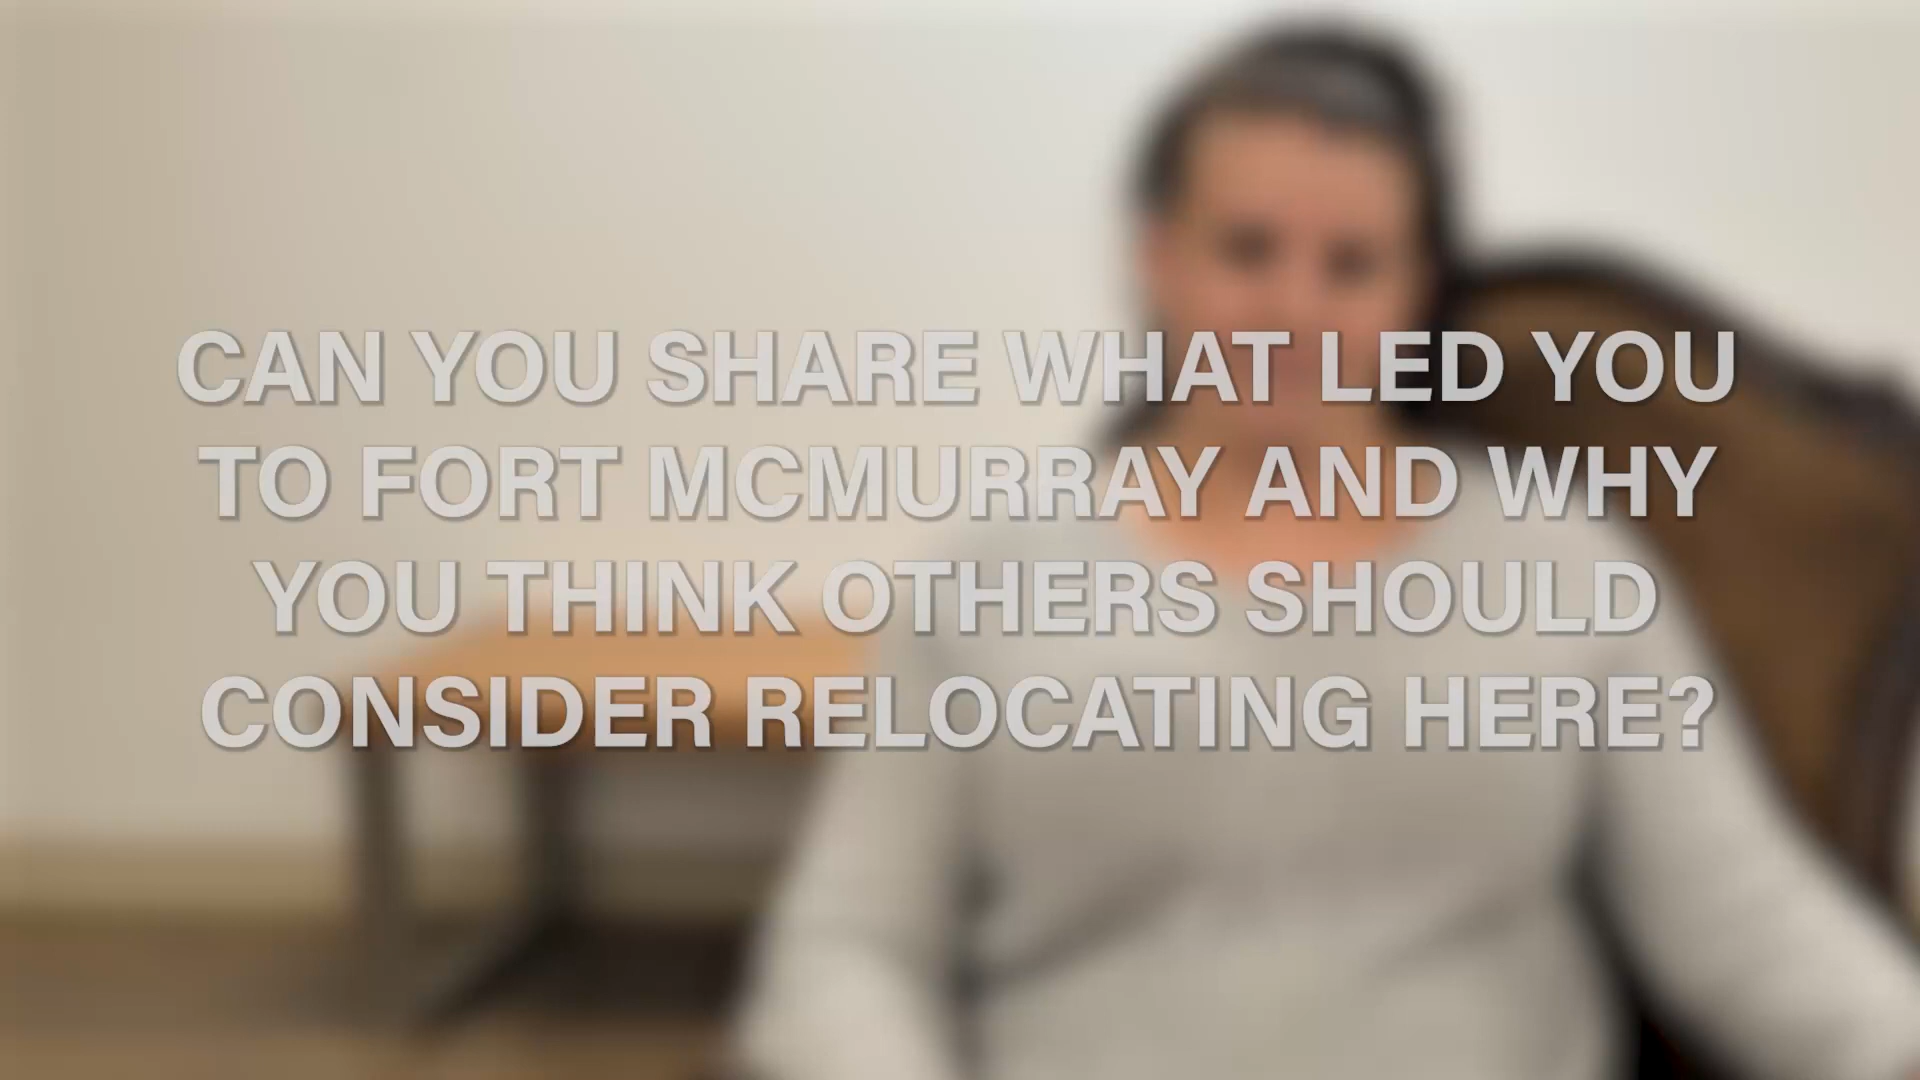 CAN YOU SHARE WHAT LED YOU
TO FORT MCMURRAY AND WHY
YOU THINK OTHERS SHOULD
CONSIDER RELOCATING HERE?